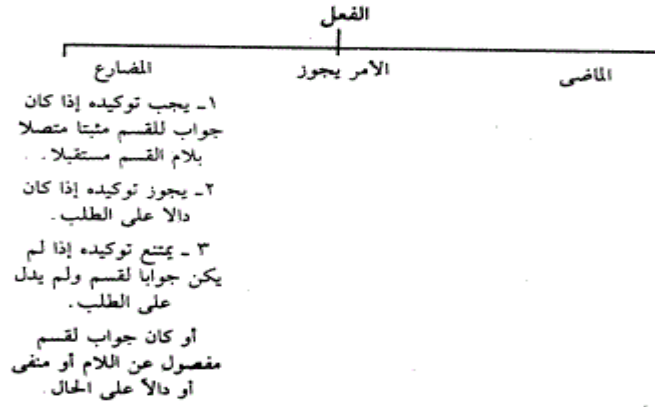 الفعل
الماضى
الأمر يجوز
المضارع
١ـ يجب توكيده إذا كان
جواب للقسم مثبتا متصلا
بلام القسم مستقبلا .
٢ـ يجوز توكيده إذا كان
دالا على الطلب .
٣ ـ يمتنع توكيده إذا لم
يكن جوابا لقسم ولم يدل
على الطلب .
أو كان جواب لقسم
مفصول عن اللام أو منفى
أو دالاً على الحال